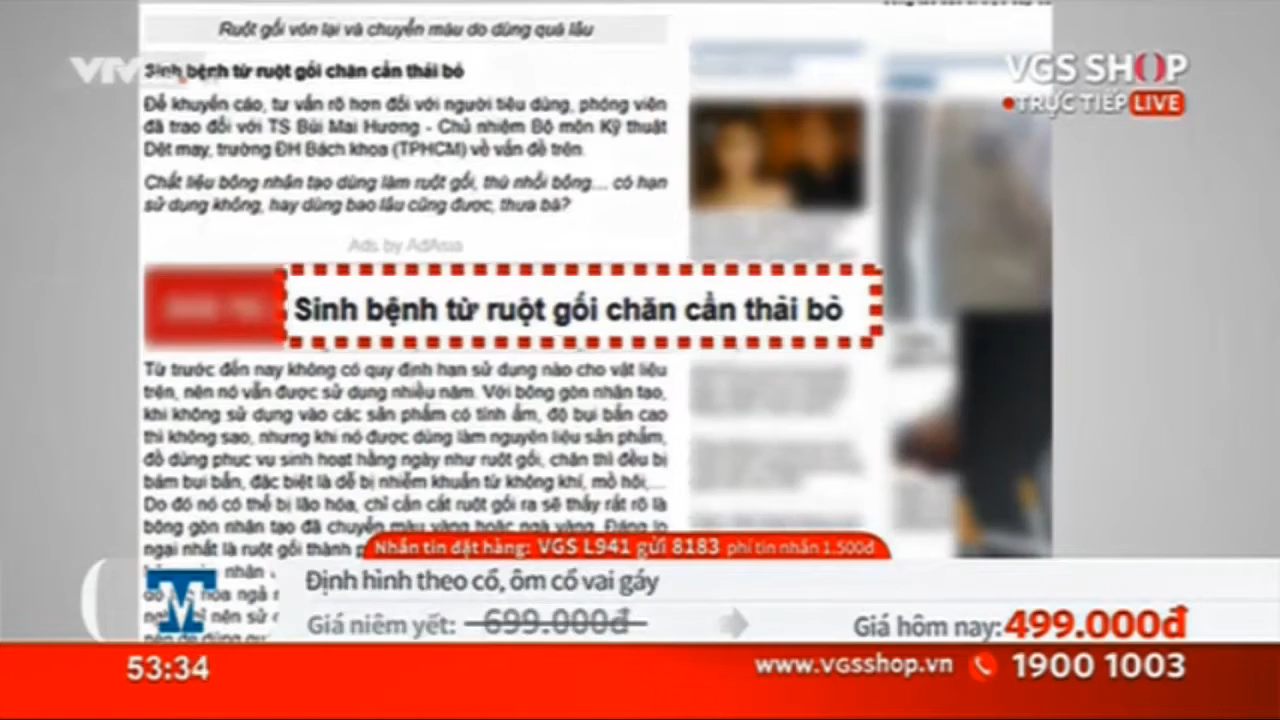 Ruột gối vón lại và chuyển màu do dùng quá lâu
VTV
VGS SHOP
TRỰC TIẾP LIVE
Sinh bệnh từ ruột gối chăn cần thải bỏ
Để khuyến cáo, tư vấn rõ hơn đối với người tiêu dùng, phóng viên
đã trao đổi với TS Bùi Mai Hương - Chủ nhiệm Bộ môn Kỹ thuật
Dệt may, trường ĐH Bách khoa (TPHCM) về vấn đề trên.
Chất liệu bông nhân tạo dùng làm ruột gối, thú nhồi bông.... có hạn
sử dụng không, hay dùng bao lâu cũng được, thưa bà?
Ads by AdAsia
Sinh bệnh từ ruột gối chăn cần thải bỏ
Từ trước đến nay không có quy định hạn sử dụng nào cho vật liệu
trên, nên nó vẫn được sử dụng nhiều năm. Với bông gòn nhân tạo,
khi không sử dụng vào các sản phẩm có tính ẩm, độ bụi bẩn cao
thì không sao, nhưng khi nó được dùng làm nguyên liệu sản phẩm,
đồ dùng phục vụ sinh hoạt hằng ngày như ruột gối, chăn thì đều bị
bám bụi bẩn, đặc biệt là dễ bị nhiễm khuẩn từ không khí, mồ hôi,...
Do đó nó có thể bị lão hóa, chỉ cần cắt ruột gối ra sẽ thấy rất rõ là
bông gòn nhân tạo đã chuyển màu vàng hoặc ngà vàng. Đáng lo
ngại nhất là ruột gối thành
Nhắn tin đặt hàng: VGS L941 gửi 8183 phí tin nhắn 1.500đ
Định hình theo cổ, ôm cổ vai gáy
Giá niêm yết: 699.000đ
Giá hôm nay: 499.000đ
53:34
www.vgsshop.vn
1900 1003